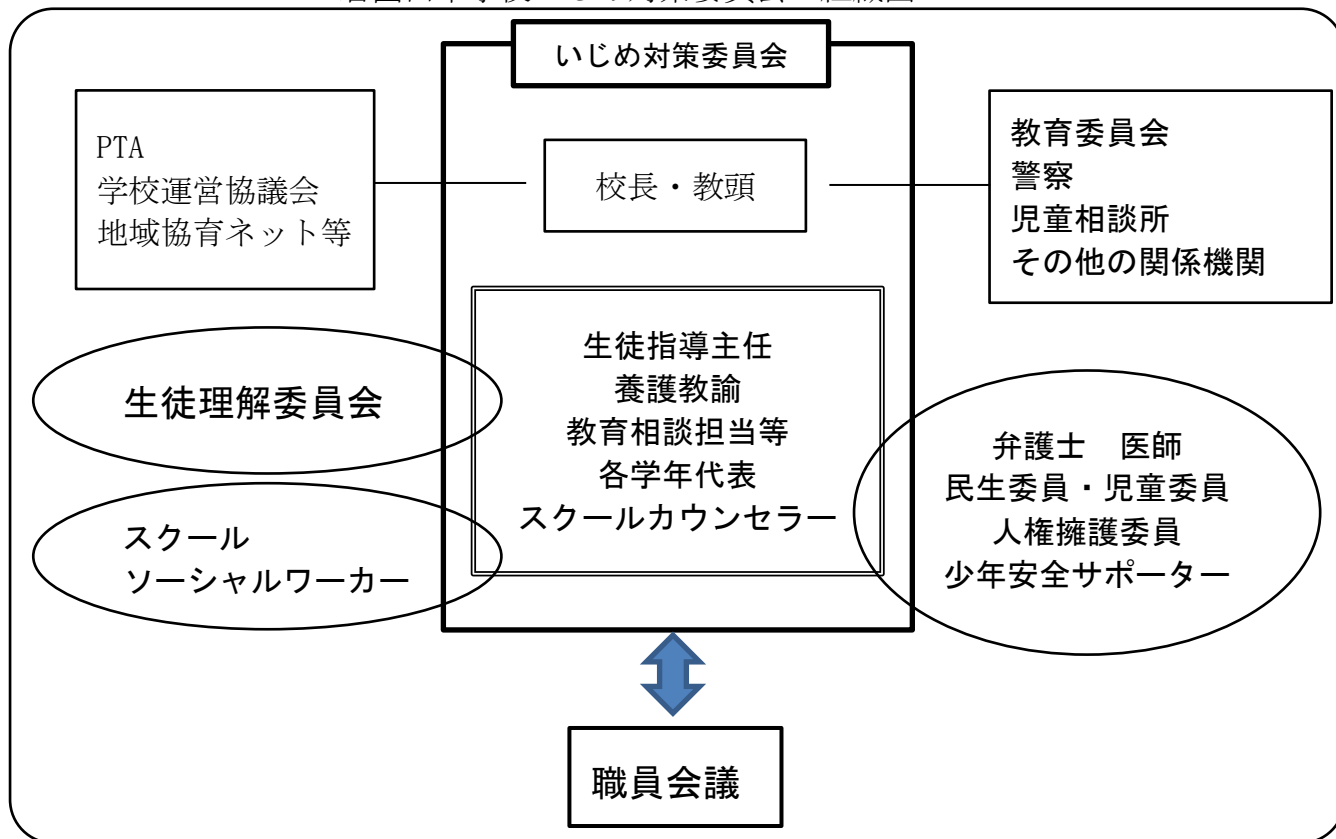 いじめ対策委員会
PTA
学校運営協議会
地域協育ネット等
校長・教頭
教育委員会
警察
児童相談所
その他の関係機関
生徒理解委員会
スクール
ソーシャルワーカー
生徒指導主任
養護教諭
教育相談担当等
各学年代表
スクールカウンセラー
弁護士　医師
民生委員・児童委員
人権擁護委員
少年安全サポーター
職員会議